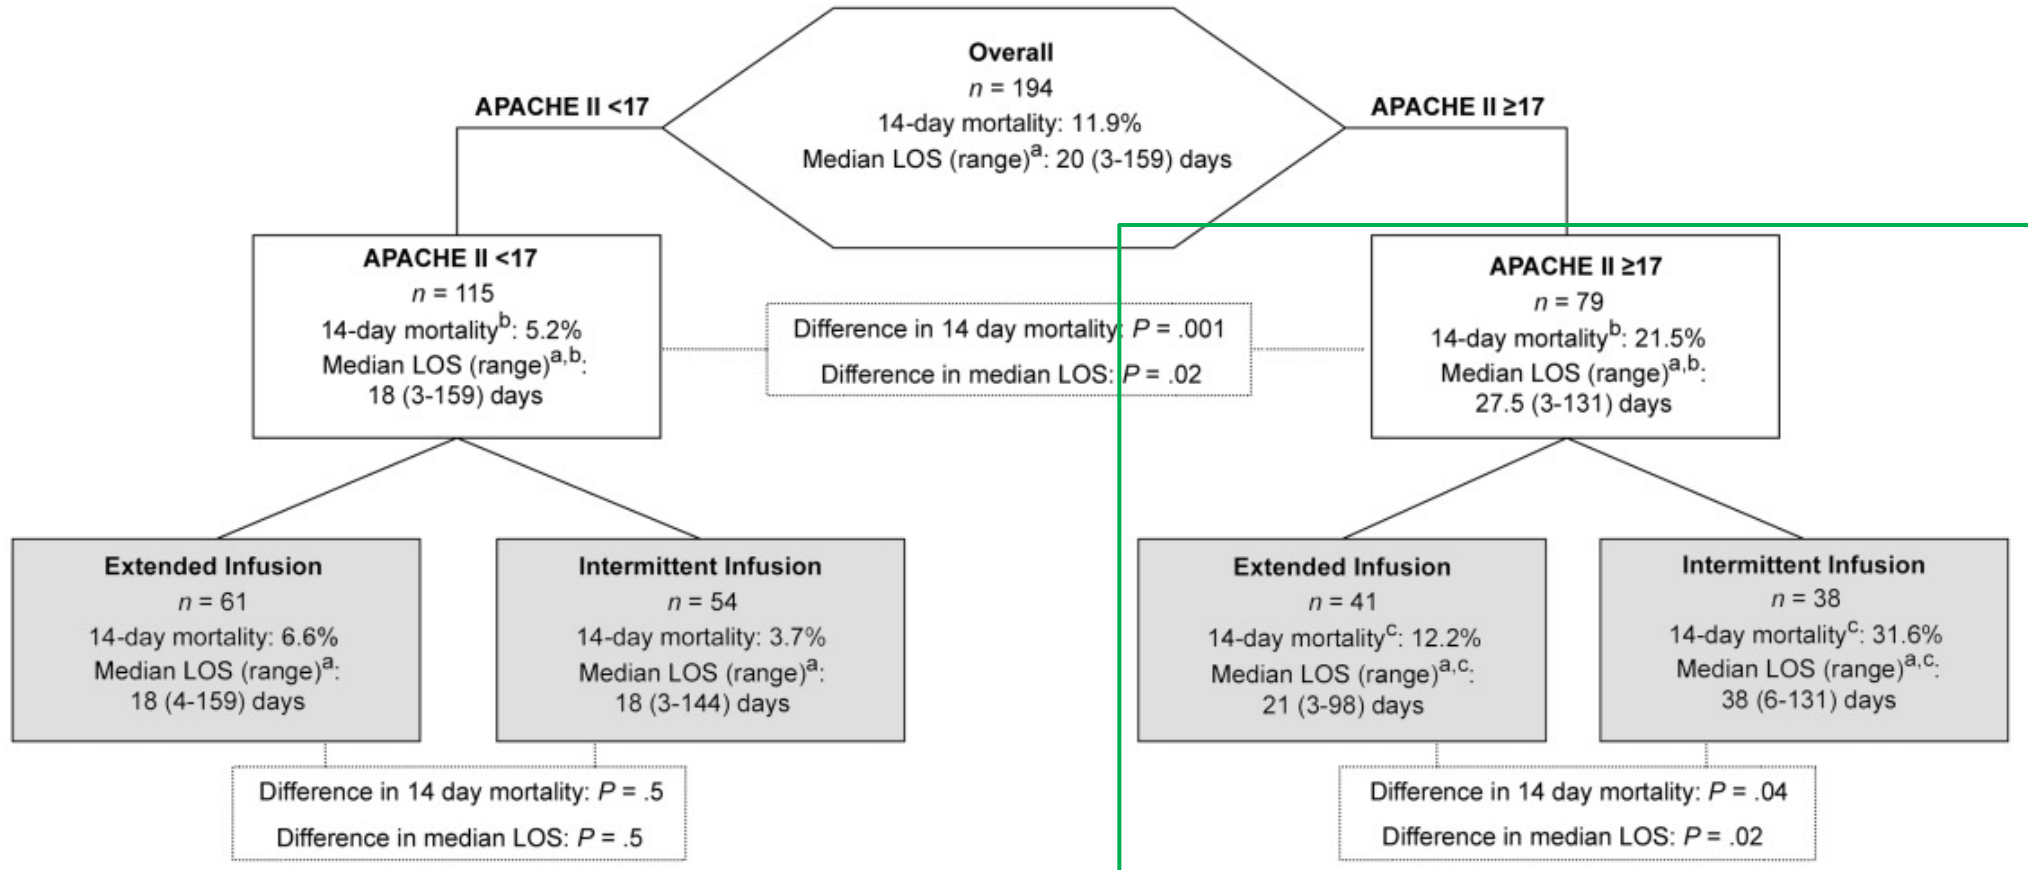 Overall
n = 194
14-day mortality: 11.9%
Median LOS (range)a: 20 (3-159) days
APACHE II <17
APACHE II ≥17
APACHE II <17
n = 115
14-day mortalityb: 5.2%
Median LOS (range)a,b:
18 (3-159) days
Difference in 14 day mortality: P = .001
Difference in median LOS: P = .02
APACHE II ≥17
n = 79
14-day mortalityb: 21.5%
Median LOS (range)a,b:
27.5 (3-131) days
Extended Infusion
n = 61
14-day mortality: 6.6%
Median LOS (range)a:
18 (4-159) days
Intermittent Infusion
n = 54
14-day mortality: 3.7%
Median LOS (range)a:
18 (3-144) days
Difference in 14 day mortality: P = .5
Difference in median LOS: P = .5
Extended Infusion
n = 41
14-day mortalityc: 12.2%
Median LOS (range)a,c:
21 (3-98) days
Intermittent Infusion
n = 38
14-day mortalityc: 31.6%
Median LOS (range)a,c:
38 (6-131) days
Difference in 14 day mortality: P = .04
Difference in median LOS: P = .02